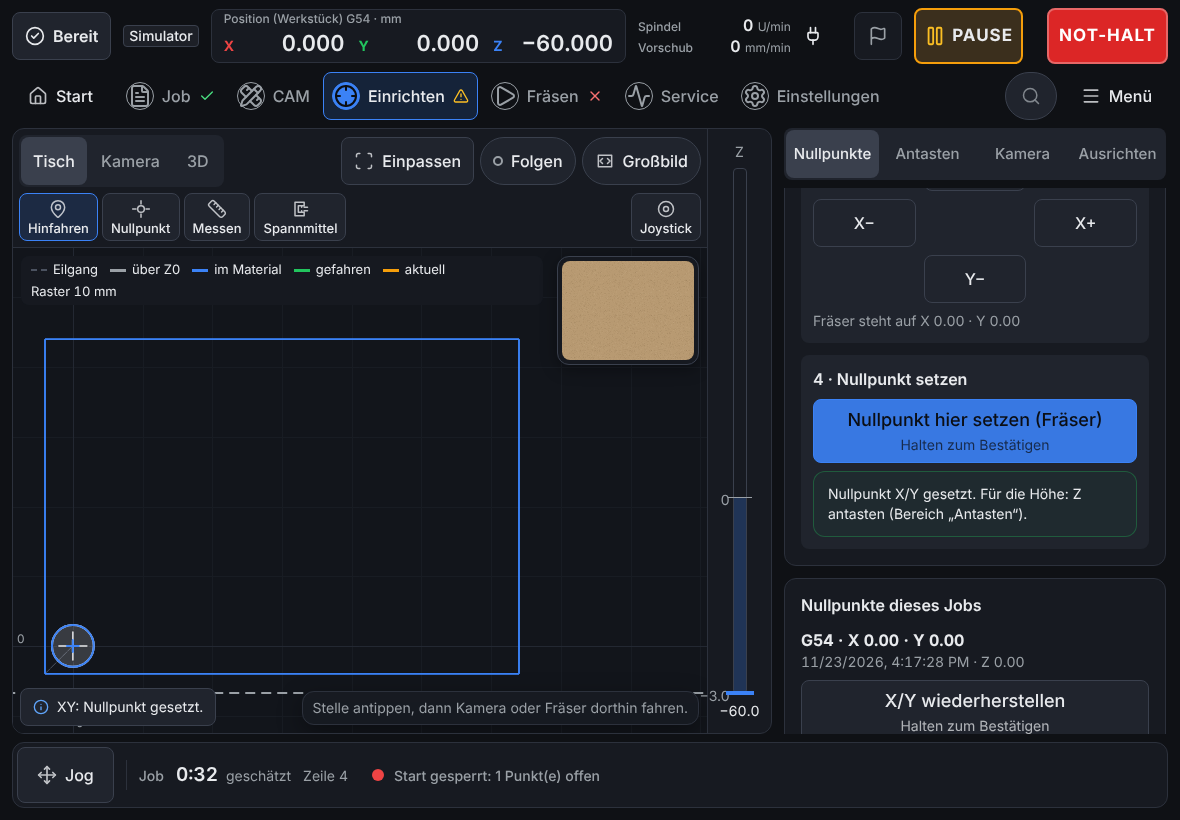 Bereit
Simulator
Position (Werkstück) G54 · mm
X 0.000 Y 0.000 Z −60.000
Spindel 0 U/min
Vorschub 0 mm/min
PAUSE
NOT-HALT
Start
Job
CAM
Einrichten
Fräsen
Service
Einstellungen
Menü
Tisch
Kamera
3D
Einpassen
Folgen
Großbild
Hinfahren
Nullpunkt
Messen
Spannmittel
Joystick
Eilgang
über Z0
im Material
gefahren
aktuell
Raster 10 mm
0
XY: Nullpunkt gesetzt.
Stelle antippen, dann Kamera oder Fräser dorthin fahren.
Z
0
−3.0
−60.0
Nullpunkte
Antasten
Kamera
Ausrichten
X−
X+
Y−
Fräser steht auf X 0.00 · Y 0.00
4 · Nullpunkt setzen
Nullpunkt hier setzen (Fräser)
Halten zum Bestätigen
Nullpunkt X/Y gesetzt. Für die Höhe: Z
antasten (Bereich „Antasten“).
Nullpunkte dieses Jobs
G54 · X 0.00 · Y 0.00
11/23/2026, 4:17:28 PM · Z 0.00
X/Y wiederherstellen
Halten zum Bestätigen
Jog
Job 0:32 geschätzt Zeile 4
Start gesperrt: 1 Punkt(e) offen